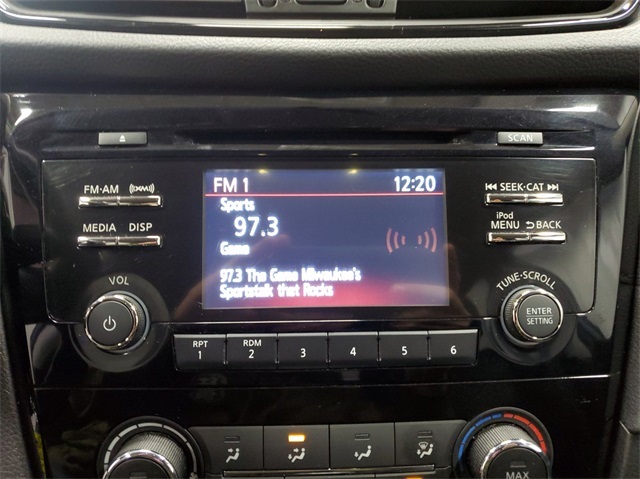 SCAN
FM·AM ((XM))
FM 1 12:20
SEEK·CAT
Sports
97.3
Game
97.3 The Game Milwaukee's
Sportstalk that Rocks
MEDIA DISP
iPod
MENU BACK
VOL
TUNE·SCROLL
ENTER
SETTING
RPT
1
RDM
2
3
4
5
6
MAX